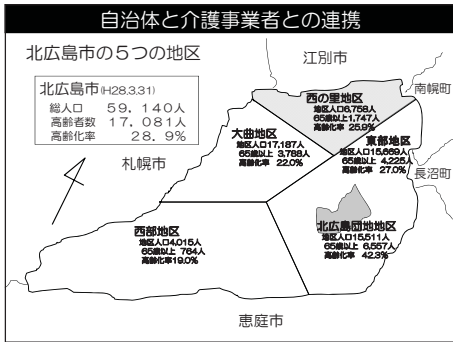 自治体と介護事業者との連携
北広島市の5つの地区
江別市
北広島市(H28.3.31)
総人口 59,140人
高齢者数 17,081人
高齢化率 28.9%
南幌町
西の里地区
地区人口6,758人
65歳以上1,747人
高齢化率 25.9%
大曲地区
地区人口17,187人
65歳以上 3,788人
高齢化率 22.0%
東部地区
地区人口15,669人
65歳以上 4,225人
高齢化率 27.0%
札幌市
長沼町
北広島団地地区
地区人口15,511人
65歳以上 6,557人
高齢化率 42.3%
西部地区
地区人口4,015人
65歳以上 764人
高齢化率19.0%
恵庭市